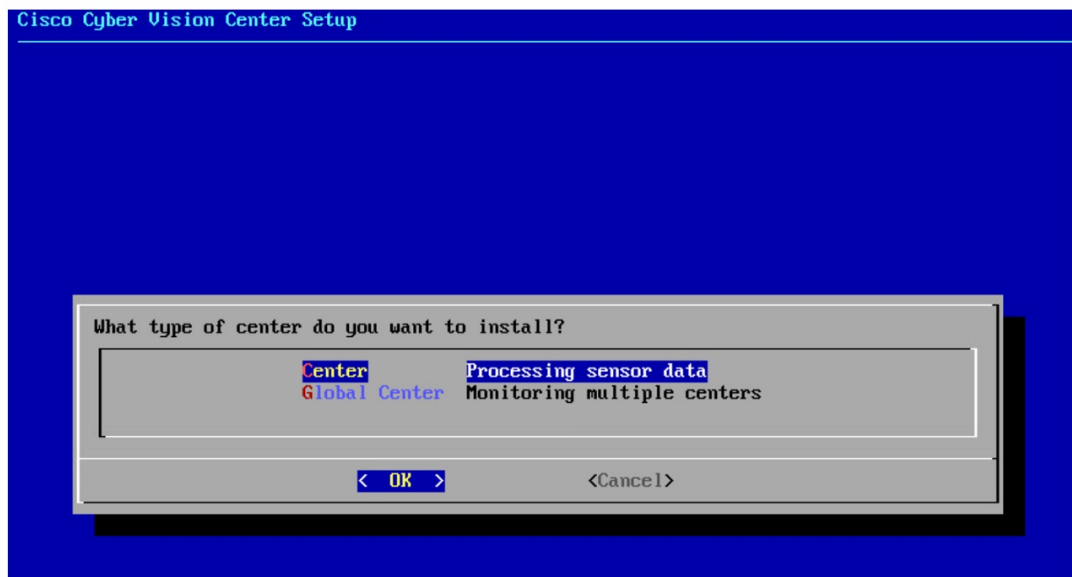 Cisco Cyber Vision Center Setup
What type of center do you want to install?
Center Processing sensor data
Global Center Monitoring multiple centers
< OK > <Cancel>